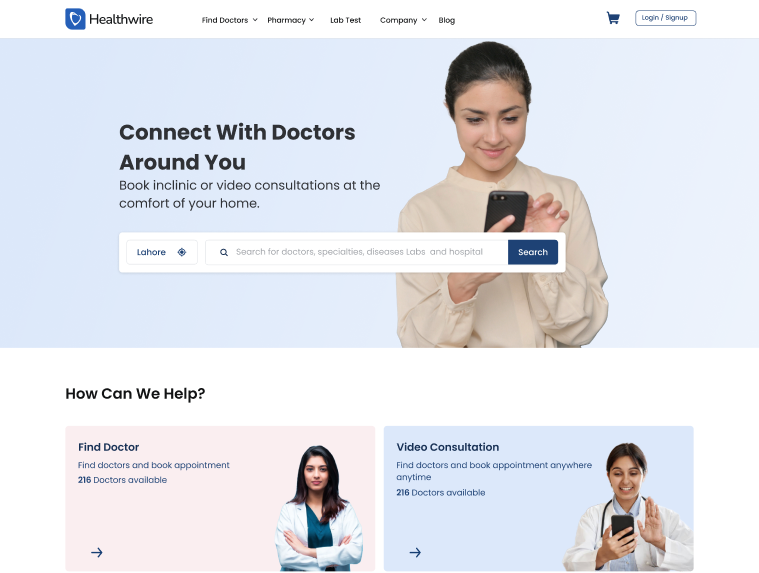 Healthwire
Find Doctors
Pharmacy
Lab Test
Company
Blog
Login / Signup
Connect With Doctors
Around You
Book inclinic or video consultations at the
comfort of your home.
Lahore
Search for doctors, specialties, diseases Labs and hospital
Search
How Can We Help?
Find Doctor
Find doctors and book appointment
216 Doctors available
Video Consultation
Find doctors and book appointment anywhere
anytime
216 Doctors available